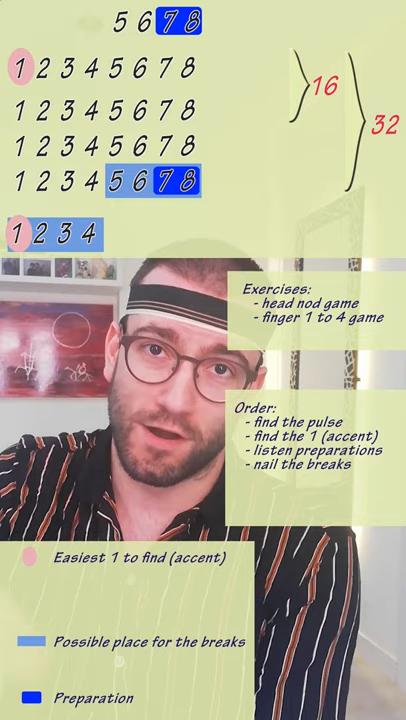 5 6 7 8
1 2 3 4 5 6 7 8
16
1 2 3 4 5 6 7 8
32
1 2 3 4 5 6 7 8
1 2 3 4 5 6 7 8
1 2 3 4
Exercises:
- head nod game
- finger 1 to 4 game
Order:
- find the pulse
- find the 1 (accent)
- listen preparations
- nail the breaks
Easiest 1 to find (accent)
Possible place for the breaks
Preparation